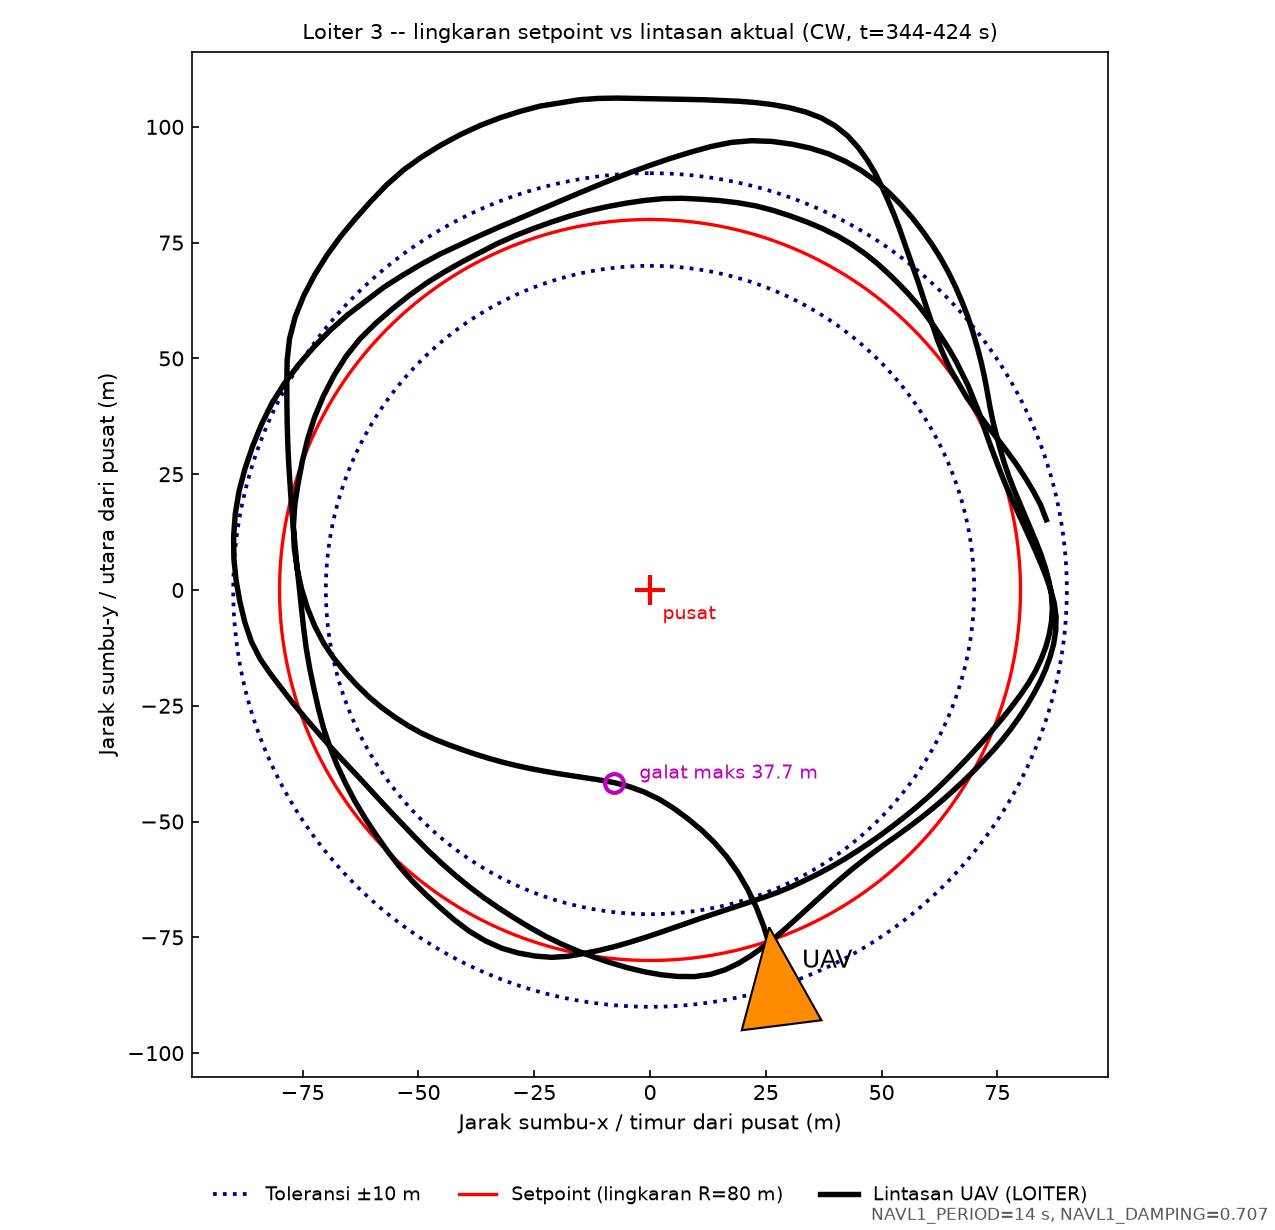 Loiter 3 -- lingkaran setpoint vs lintasan aktual (CW, t=344-424 s)
Jarak sumbu-y / utara dari pusat (m)
100
75
50
25
0
−25
−50
−75
−100
pusat
galat maks 37.7 m
UAV
−75
−50
−25
0
25
50
75
Jarak sumbu-x / timur dari pusat (m)
Toleransi ±10 m
Setpoint (lingkaran R=80 m)
Lintasan UAV (LOITER)
NAVL1_PERIOD=14 s, NAVL1_DAMPING=0.707